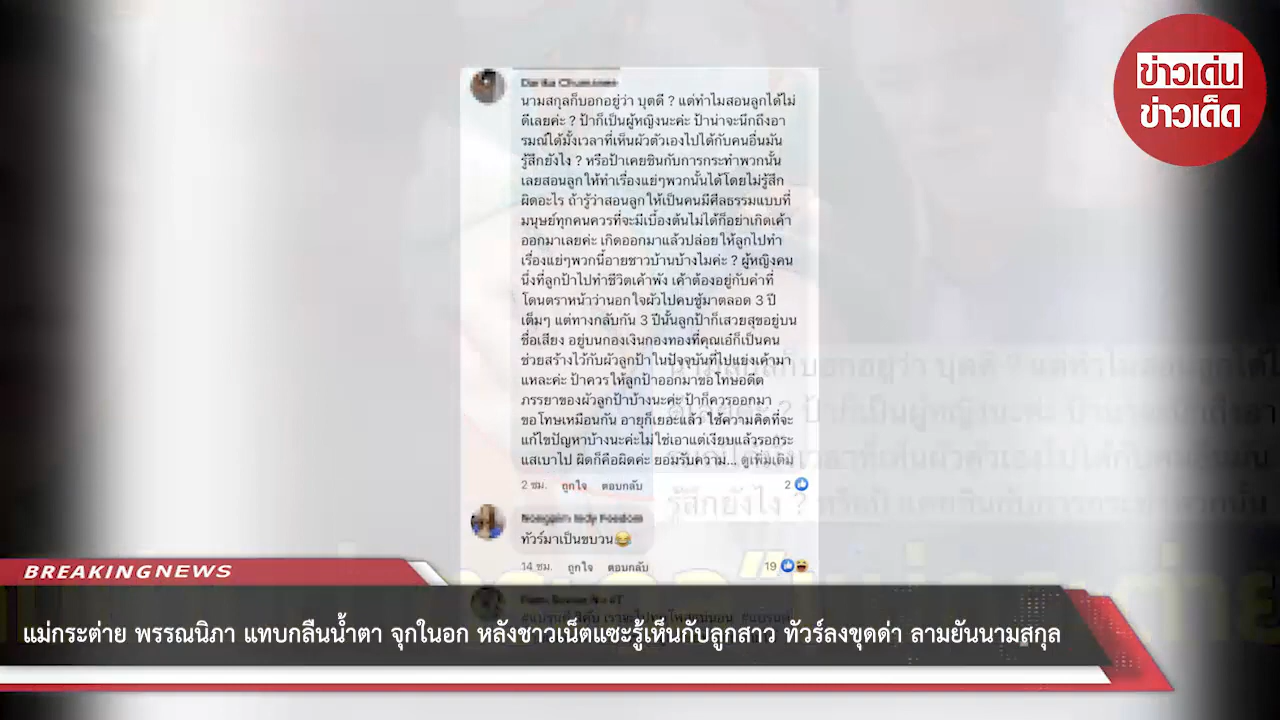 ข่าวเด่น
ข่าวเด็ด
นามสกุลก็บอกอยู่ว่า บุตดี ? แต่ทำไมสอนลูกได้ไม่
ดีเลยค่ะ ? ป้าก็เป็นผู้หญิงนะค่ะ ป้าน่าจะนึกถึงอา
รมณ์ได้มั้งเวลาที่เห็นผัวตัวเองไปได้กับคนอื่นมัน
รู้สึกยังไง ? หรือป้าเคยชินกับการกระทำพวกนั้น
เลยสอนลูกให้ทำเรื่องแย่ๆพวกนั้นได้โดยไม่รู้สึก
ผิดอะไร ถ้ารู้ว่าสอนลูกให้เป็นคนมีศีลธรรมแบบที่
มนุษย์ทุกคนควรที่จะมีเบื้องต้นไม่ได้ก็อย่าเกิดเค้า
ออกมาเลยค่ะ เกิดออกมาแล้วปล่อยให้ลูกไปทำ
เรื่องแย่ๆพวกนี้อายชาวบ้านบ้างไมค่ะ ? ผู้หญิงคน
นึ่งที่ลูกป้าไปทำชีวิตเค้าพัง เค้าต้องอยู่กับคำที่
โดนตราหน้าว่านอกใจผัวไปคบชู้มาตลอด 3 ปี
เต็มๆ แต่ทางกลับกัน 3 ปีนั้นลูกป้าก็เสวยสุขอยู่บน
ชื่อเสียง อยู่บนกองเงินกองทองที่คุณเอ๋ก็เป็นคน
ช่วยสร้างไว้กับผัวลูกป้าในปัจจุบันที่ไปแย่งเค้ามา
แหละค่ะ ป้าควรให้ลูกป้าออกมาขอโทษอดีต
ภรรยาของผัวลูกป้าบ้างนะค่ะ ป้าก็ควรออกมา
ขอโทษเหมือนกัน อายุก็เยอะแล้ว ใช้ความคิดที่จะ
แก้ไขปัญหาบ้างนะค่ะไม่ใช่เอาแต่เงียบแล้วรอกระ
แสเบาไป ผิดก็คือผิดค่ะ ยอมรับความ... ดูเพิ่มเติม
2 ชม. ถูกใจ ตอบกลับ 2
ทัวร์มาเป็นขบวน😂
14 ชม. ถูกใจ ตอบกลับ 19
BREAKINGNEWS
แม่กระต่าย พรรณนิภา แทบกลืนน้ำตา จุกในอก หลังชาวเน็ตแซะรู้เห็นกับลูกสาว ทัวร์ลงขุดด่า ลามยันนามสกุล